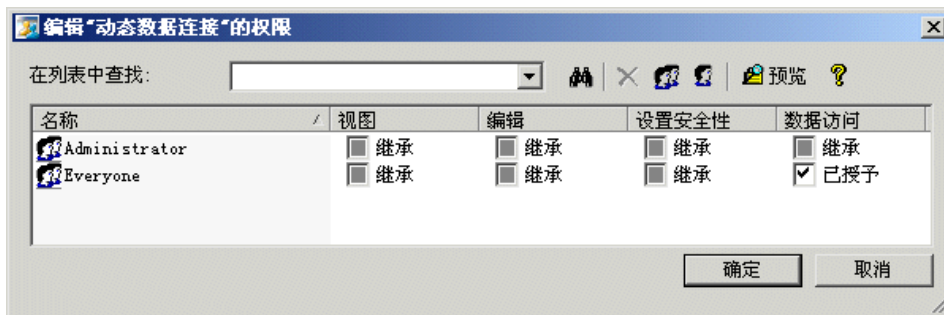 编辑“动态数据连接”的权限
在列表中查找: 预览
名称 视图 编辑 设置安全性 数据访问
Administrator 继承 继承 继承 继承
Everyone 继承 继承 继承 已授予
确定 取消